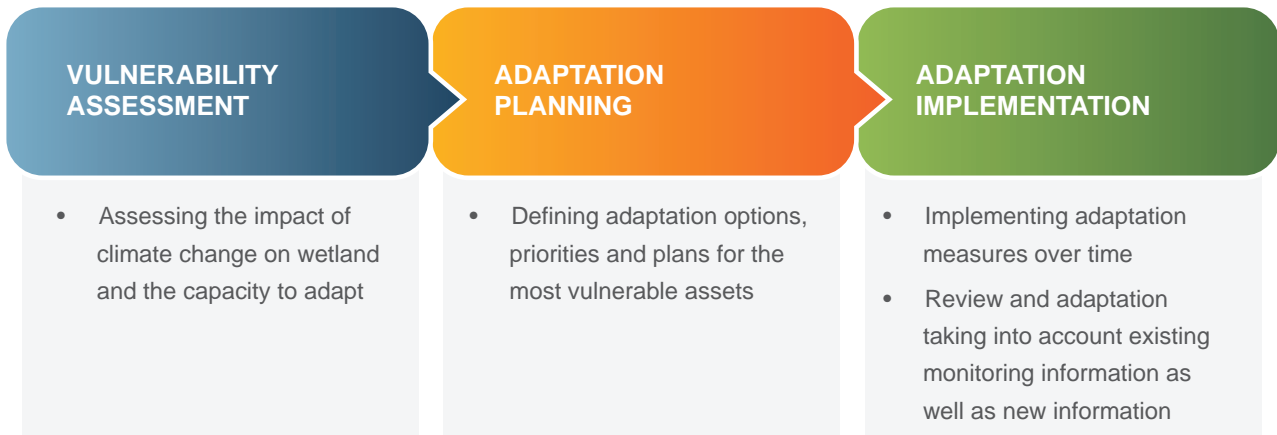 VULNERABILITY
ASSESSMENT
• Assessing the impact of
climate change on wetland
and the capacity to adapt
ADAPTATION
PLANNING
• Defining adaptation options,
priorities and plans for the
most vulnerable assets
ADAPTATION
IMPLEMENTATION
• Implementing adaptation
measures over time
• Review and adaptation
taking into account existing
monitoring information as
well as new information